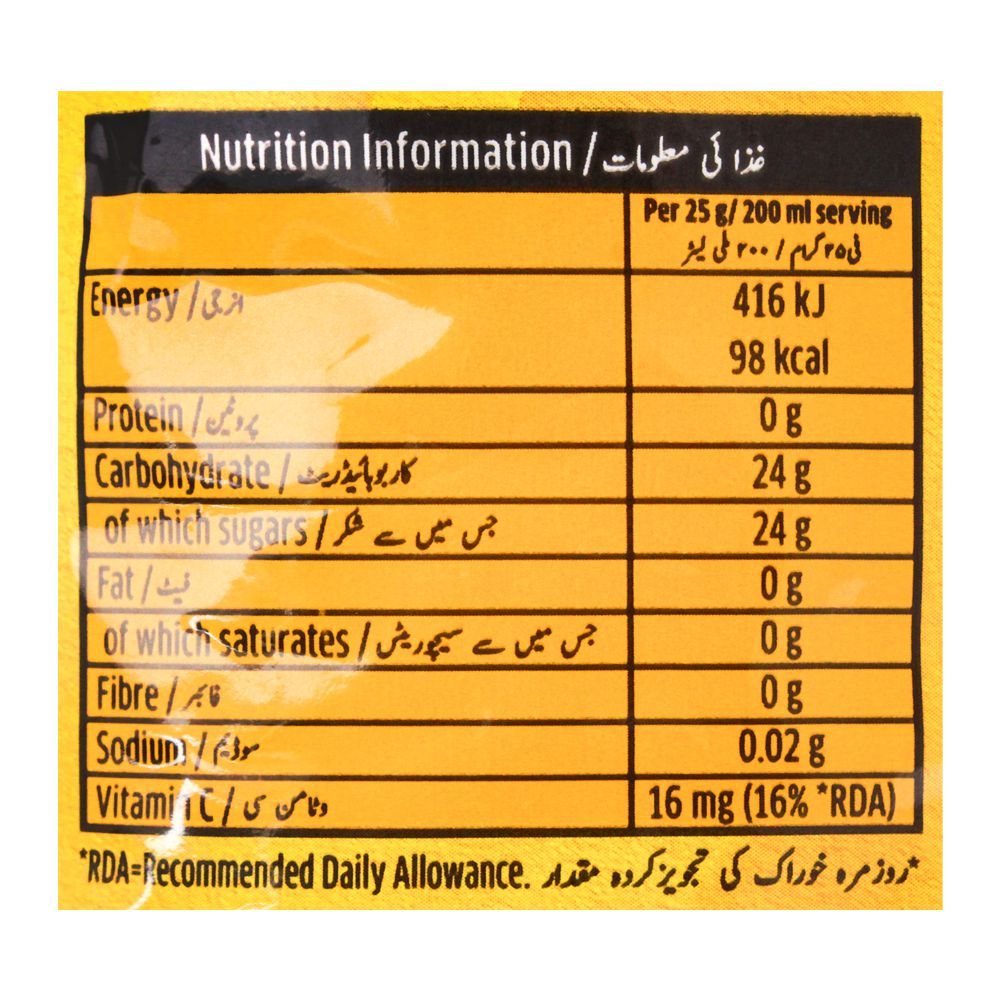 Nutrition Information / غذائی معلومات
Per 25 g/ 200 ml serving
فی ۲۵ گرام / ۲۰۰ ملی لیٹر
Energy / انرجی
416 kJ
98 kcal
Protein / پروٹین
0 g
Carbohydrate / کاربوہائیڈریٹ
24 g
of which sugars / جس میں سے شکر
24 g
Fat / فیٹ
0 g
of which saturates / جس میں سے سیچوریٹس
0 g
Fibre / فائبر
0 g
Sodium / سوڈیم
0.02 g
Vitamin C / وٹامن سی
16 mg (16% *RDA)
*RDA=Recommended Daily Allowance. *روزمرہ خوراک کی تجویز کردہ مقدار